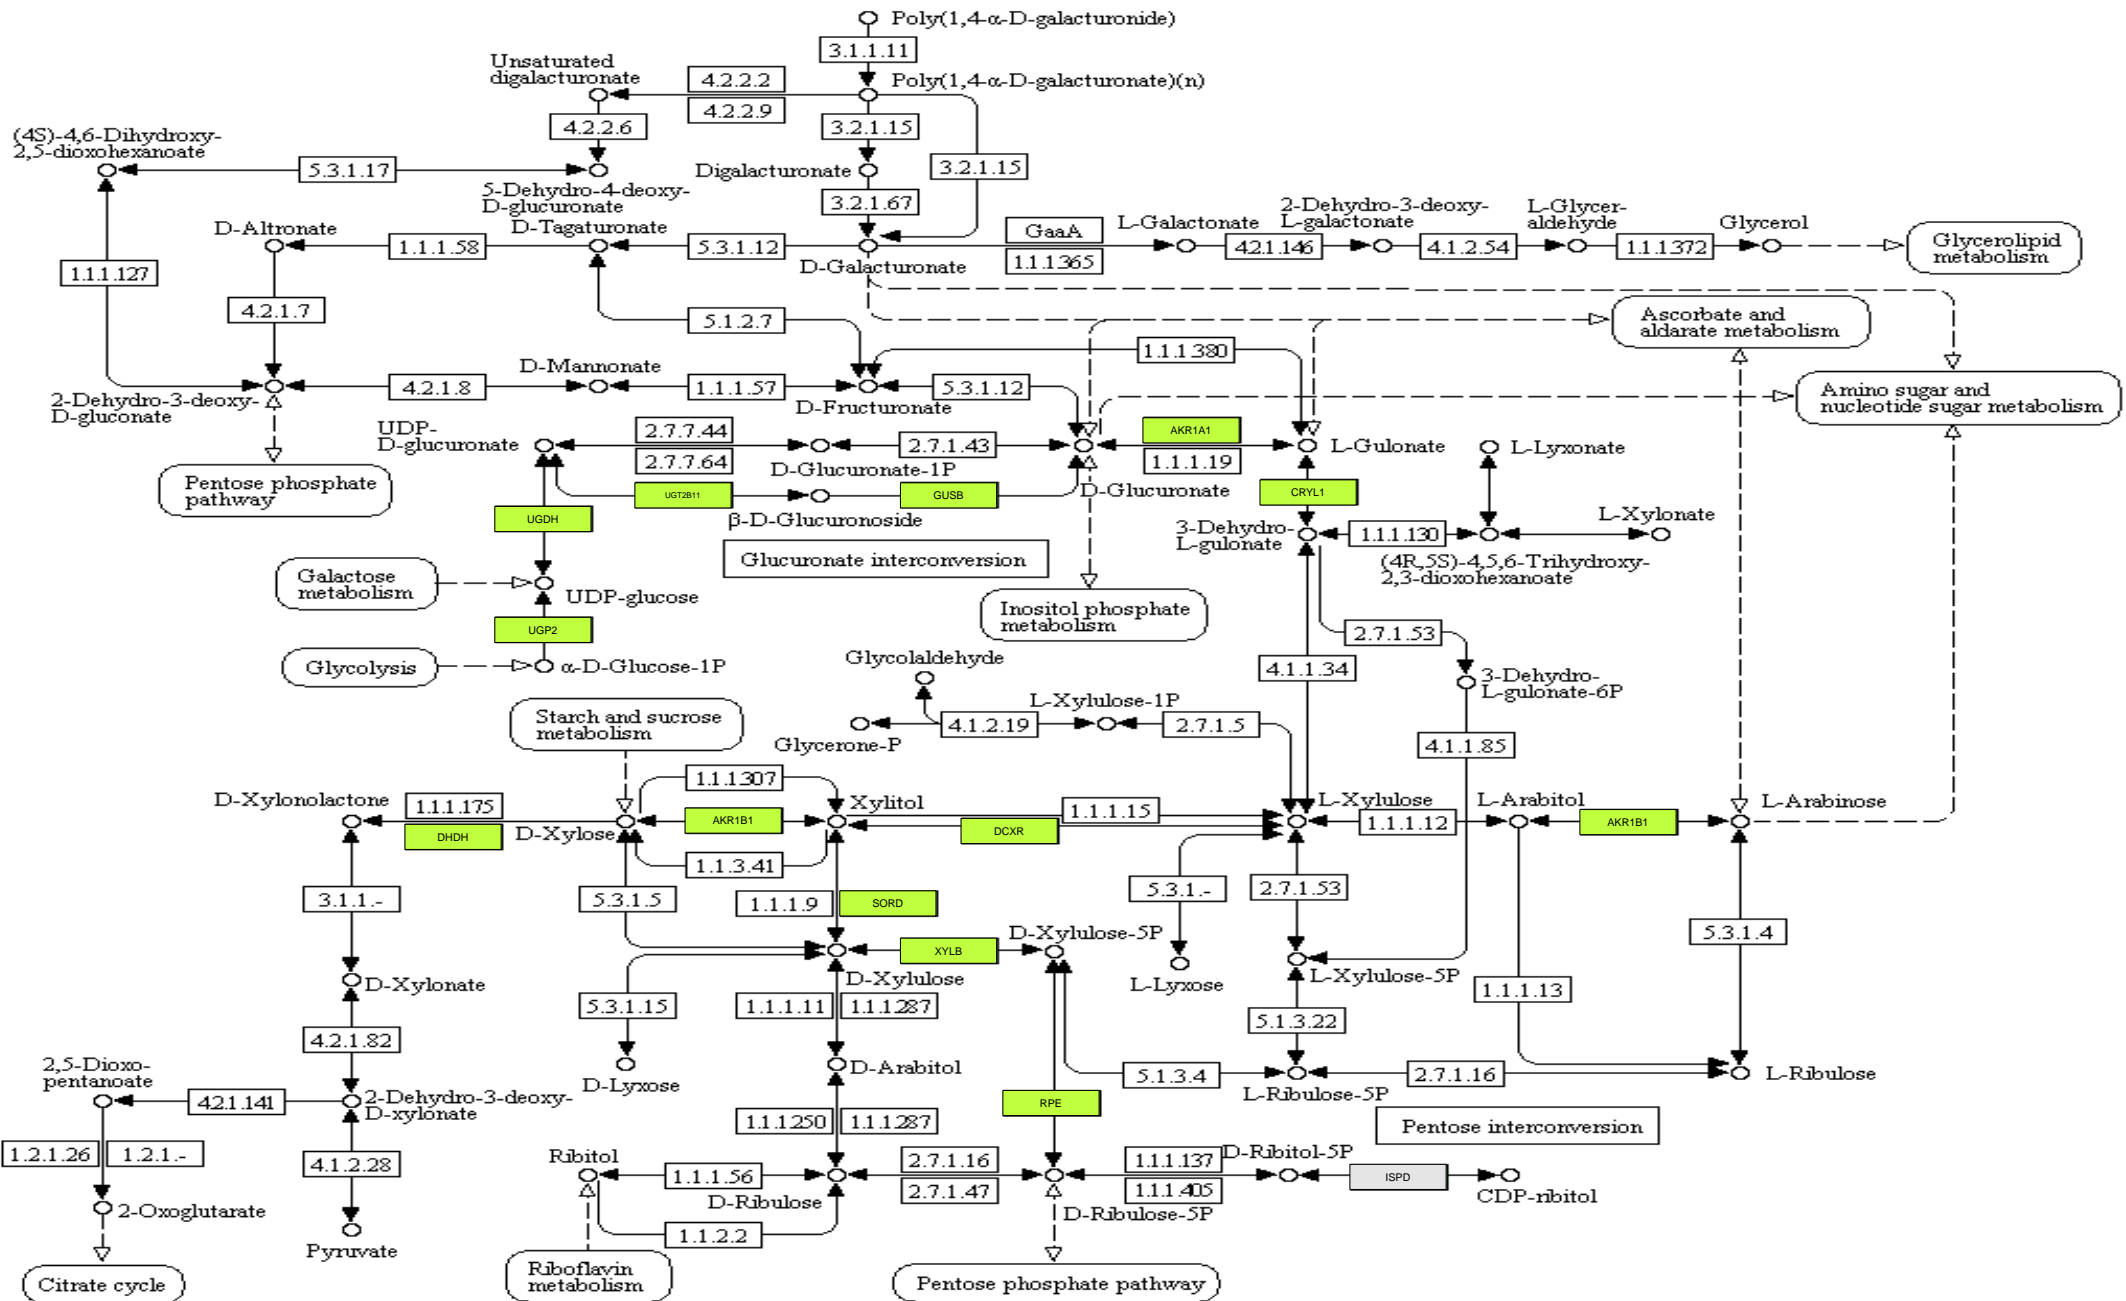 Poly(1,4-α-D-galacturonide)
3.1.1.11
Unsaturated
digalacturonate
4.2.2.2
Poly(1,4-α-D-galacturonate)(n)
4.2.2.9
4.2.2.6
3.2.1.15
(4S)-4,6-Dihydroxy-
2,5-dioxohexanoate
5.3.1.17
Digalacturonate
3.2.1.15
5-Dehydro-4-deoxy-
D-glucuronate
3.2.1.67
D-Altronate
1.1.1.58
D-Tagaturonate
5.3.1.12
D-Galacturonate
GaaA
1.1.1365
L-Galactonate
4.2.1.146
2-Dehydro-3-deoxy-
L-galactonate
4.1.2.54
L-Glycer-
aldehyde
1.1.1372
Glycerol
Glycerolipid
metabolism
1.1.1.127
4.2.1.7
5.1.2.7
Ascorbate and
aldarate metabolism
1.1.1.380
2-Dehydro-3-deoxy-
D-gluconate
4.2.1.8
D-Mannonate
1.1.1.57
D-Fructuronate
5.3.1.12
Amino sugar and
nucleotide sugar metabolism
UDP-
D-glucuronate
2.7.7.44
2.7.7.64
D-Glucuronate-1P
2.7.1.43
AKR1A1
1.1.1.19
L-Gulonate
L-Lyxonate
Pentose phosphate
pathway
UGT2B11
β-D-Glucuronoside
GUSB
D-Glucuronate
CRYL1
UGDH
3-Dehydro-
L-gulonate
1.1.1.130
L-Xylonate
(4R,5S)-4,5,6-Trihydroxy-
2,3-dioxohexanoate
Glucuronate interconversion
Galactose
metabolism
UDP-glucose
Inositol phosphate
metabolism
UGP2
2.7.1.53
Glycolysis
α-D-Glucose-1P
Glycolaldehyde
4.1.1.34
3-Dehydro-
L-gulonate-6P
Starch and sucrose
metabolism
Glycerone-P
4.1.2.19
L-Xylulose-1P
2.7.1.5
4.1.1.85
1.1.1307
D-Xylonolactone
1.1.1.175
DHDH
D-Xylose
AKR1B1
Xylitol
1.1.1.15
DCXR
L-Xylulose
1.1.1.12
L-Arabitol
AKR1B1
L-Arabinose
1.1.3.41
3.1.1.-
5.3.1.5
1.1.1.9
SORD
5.3.1.-
2.7.1.53
5.3.1.4
XYLB
D-Xylulose-5P
D-Xylulose
D-Xylonate
L-Lyxose
L-Xylulose-5P
5.3.1.15
1.1.1.11
1.1.1287
1.1.1.13
5.1.3.22
4.2.1.82
D-Lyxose
D-Arabitol
5.1.3.4
L-Ribulose-5P
2.7.1.16
L-Ribulose
2,5-Dioxo-
pentanoate
4.2.1.141
2-Dehydro-3-deoxy-
D-xylonate
1.1.1250
1.1.1287
RPE
Pentose interconversion
1.2.1.26
1.2.1.-
4.1.2.28
Ribitol
1.1.1.56
D-Ribulose
2.7.1.16
2.7.1.47
D-Ribulose-5P
1.1.1.137
1.1.1.405
D-Ribitol-5P
ISPD
CDP-ribitol
2-Oxoglutarate
Pyruvate
1.1.2.2
Citrate cycle
Riboflavin
metabolism
Pentose phosphate pathway